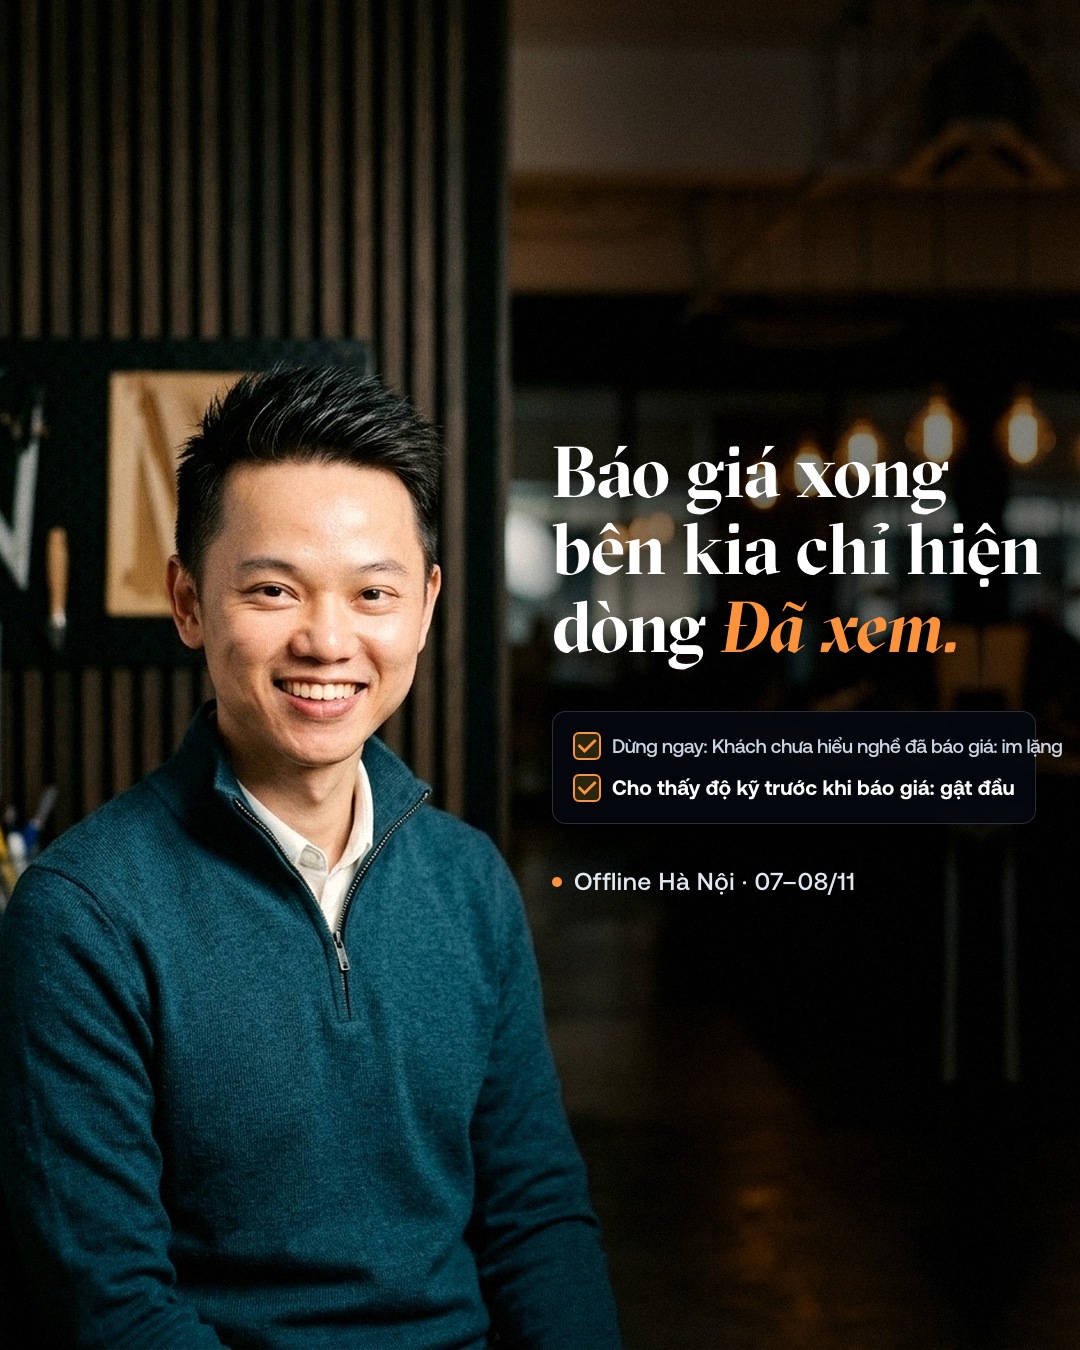 Báo giá xong
bên kia chỉ hiện
dòng Đã xem.
Dừng ngay: Khách chưa hiểu nghề đã báo giá: im lặng
Cho thấy độ kỹ trước khi báo giá: gật đầu
Offline Hà Nội · 07–08/11